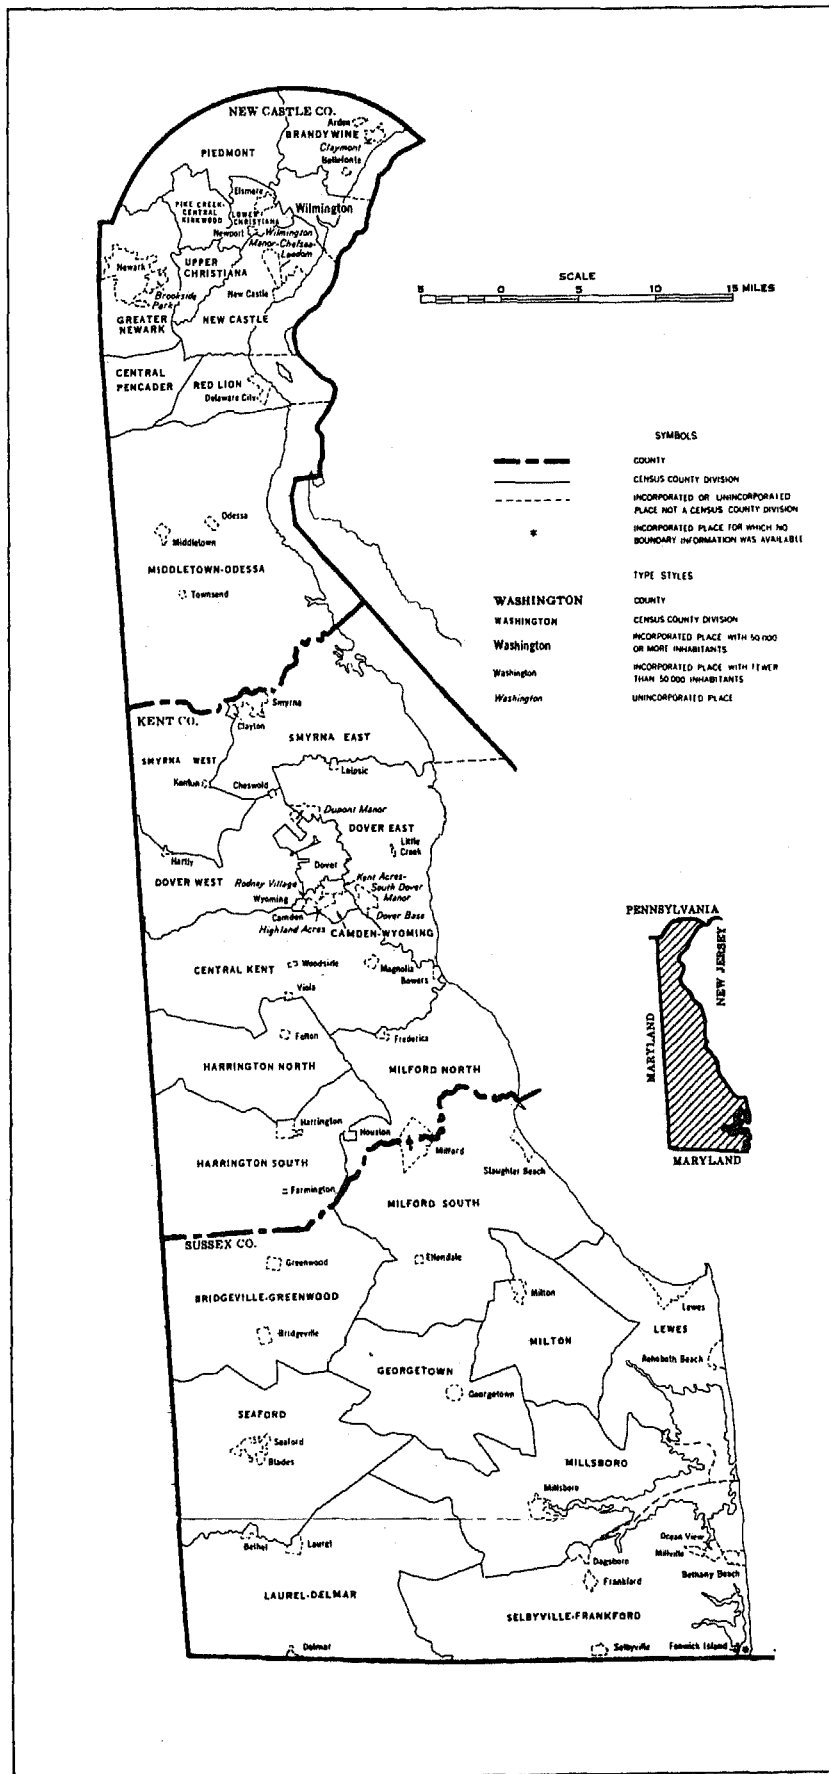 NEW CASTLE CO.
Arden
BRANDYWINE
Claymont
Bellefonte
PIEDMONT
Elsmere
PIKE CREEK-
CENTRAL
KIRKWOOD
LOWER
CHRISTIANA
Wilmington
Newport
Wilmington
Manor-Chelsea-
Leedom
Newark
UPPER
CHRISTIANA
Brookside
Park
New Castle
GREATER
NEWARK
NEW CASTLE
SCALE
5 0 5 10 15 MILES
CENTRAL
PENCADER
RED LION
Delaware City
SYMBOLS
COUNTY
CENSUS COUNTY DIVISION
INCORPORATED OR UNINCORPORATED
PLACE NOT A CENSUS COUNTY DIVISION
* INCORPORATED PLACE FOR WHICH NO
BOUNDARY INFORMATION WAS AVAILABLE
TYPE STYLES
WASHINGTON COUNTY
WASHINGTON CENSUS COUNTY DIVISION
Washington INCORPORATED PLACE WITH 50 000
OR MORE INHABITANTS
Washington INCORPORATED PLACE WITH FEWER
THAN 50 000 INHABITANTS
Washington UNINCORPORATED PLACE
Odessa
Middletown
MIDDLETOWN-ODESSA
Townsend
Smyrna
KENT CO.
Clayton
SMYRNA EAST
SMYRNA WEST
Leipsic
Kenton
Cheswold
Dupont Manor
DOVER EAST
Little
Creek
Hartly
Dover
DOVER WEST
Rodney Village
Kent Acres-
South Dover
Manor
Wyoming
Camden
Dover Base
Highland Acres
CAMDEN-WYOMING
CENTRAL KENT
Woodside
Magnolia
Bowers
Viola
Felton
Frederica
HARRINGTON NORTH
MILFORD NORTH
Harrington
Houston
Milford
HARRINGTON SOUTH
Slaughter Beach
Farmington
MILFORD SOUTH
PENNSYLVANIA
NEW JERSEY
MARYLAND
MARYLAND
SUSSEX CO.
Greenwood
Ellendale
BRIDGEVILLE-GREENWOOD
Milton
Lewes
Bridgeville
MILTON
LEWES
Rehoboth Beach
GEORGETOWN
Georgetown
SEAFORD
Seaford
Blades
MILLSBORO
Millsboro
Ocean View
Bethel
Laurel
Millville
Dagsboro
Bethany Beach
Frankford
LAUREL-DELMAR
SELBYVILLE-FRANKFORD
Delmar
Selbyville
Fenwick Island
*